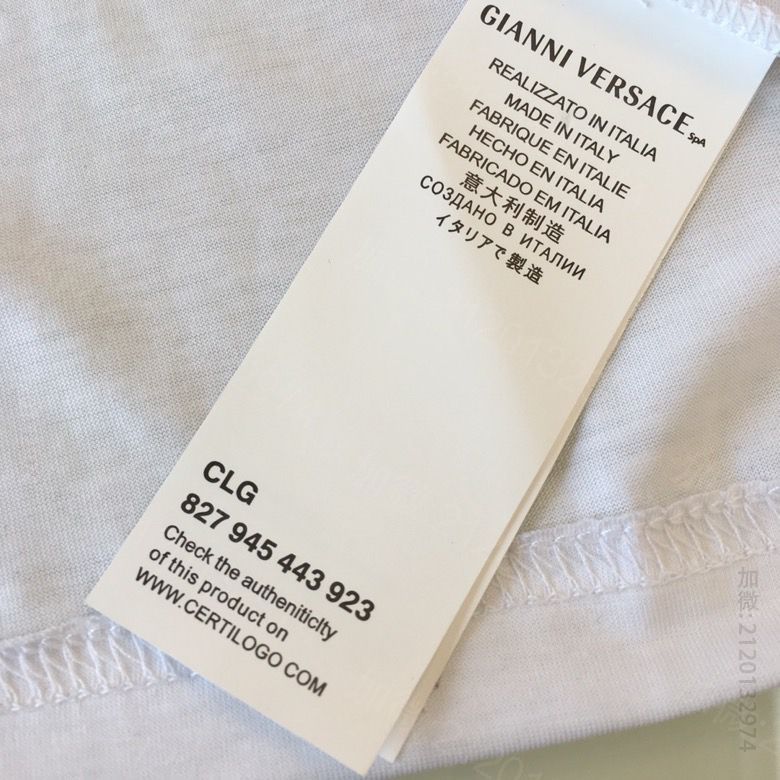 GIANNI VERSACE SpA
REALIZZATO IN ITALIA
MADE IN ITALY
FABRIQUE EN ITALIE
HECHO EN ITALIA
FABRICADO EM ITALIA
意大利制造
СОЗДАНО В ИТАЛИИ
イタリアで製造
CLG
827 945 443 923
Check the autheniticlty
of this product on
WWW.CERTILOGO.COM
加微:2120132974